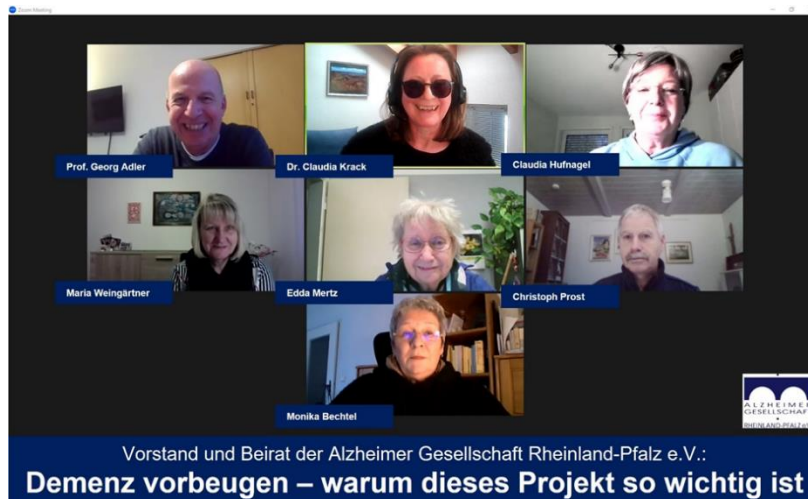 Zoom Meeting
Prof. Georg Adler
Dr. Claudia Krack
Claudia Hufnagel
Maria Weingärtner
Edda Mertz
Christoph Prost
Monika Bechtel
ALZHEIMER
GESELLSCHAFT
RHEINLAND-PFALZ e.V.
Vorstand und Beirat der Alzheimer Gesellschaft Rheinland-Pfalz e.V.:
Demenz vorbeugen – warum dieses Projekt so wichtig ist